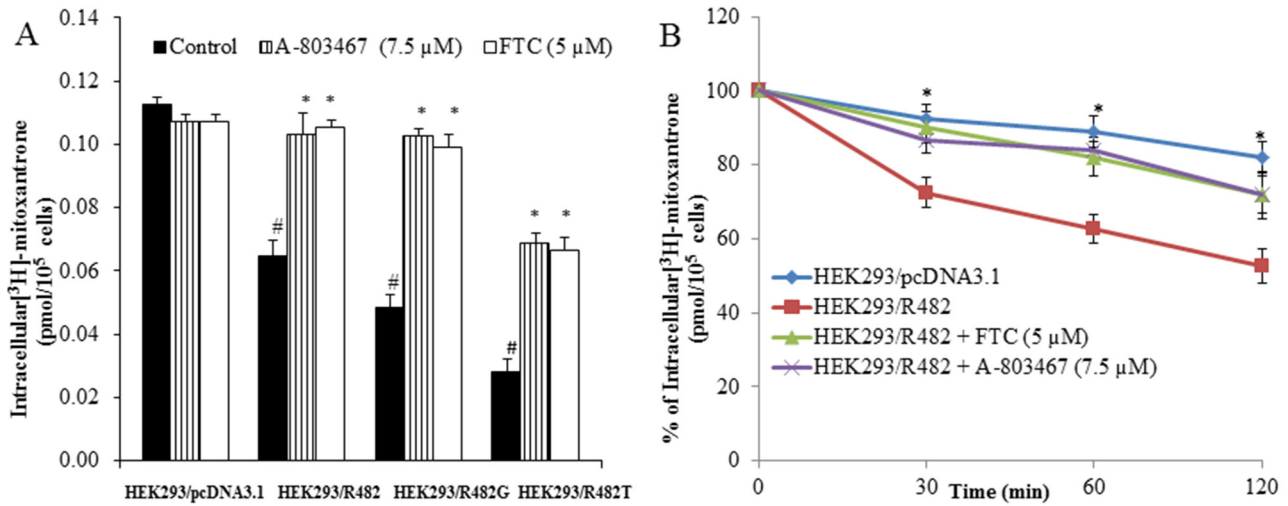 A
Control A-803467 (7.5 µM) FTC (5 µM)
Intracellular[³H]-mitoxantrone
(pmol/10⁵ cells)
0.14
0.12
0.10
0.08
0.06
0.04
0.02
0.00
* *
* *
* *
#
#
#
HEK293/pcDNA3.1 HEK293/R482 HEK293/R482G HEK293/R482T
B
% of Intracellular[³H]-mitoxantrone
(pmol/10⁵ cells)
120
100
80
60
40
20
0
*
*
*
HEK293/pcDNA3.1
HEK293/R482
HEK293/R482 + FTC (5 µM)
HEK293/R482 + A-803467 (7.5 µM)
0 30 60 120
Time (min)